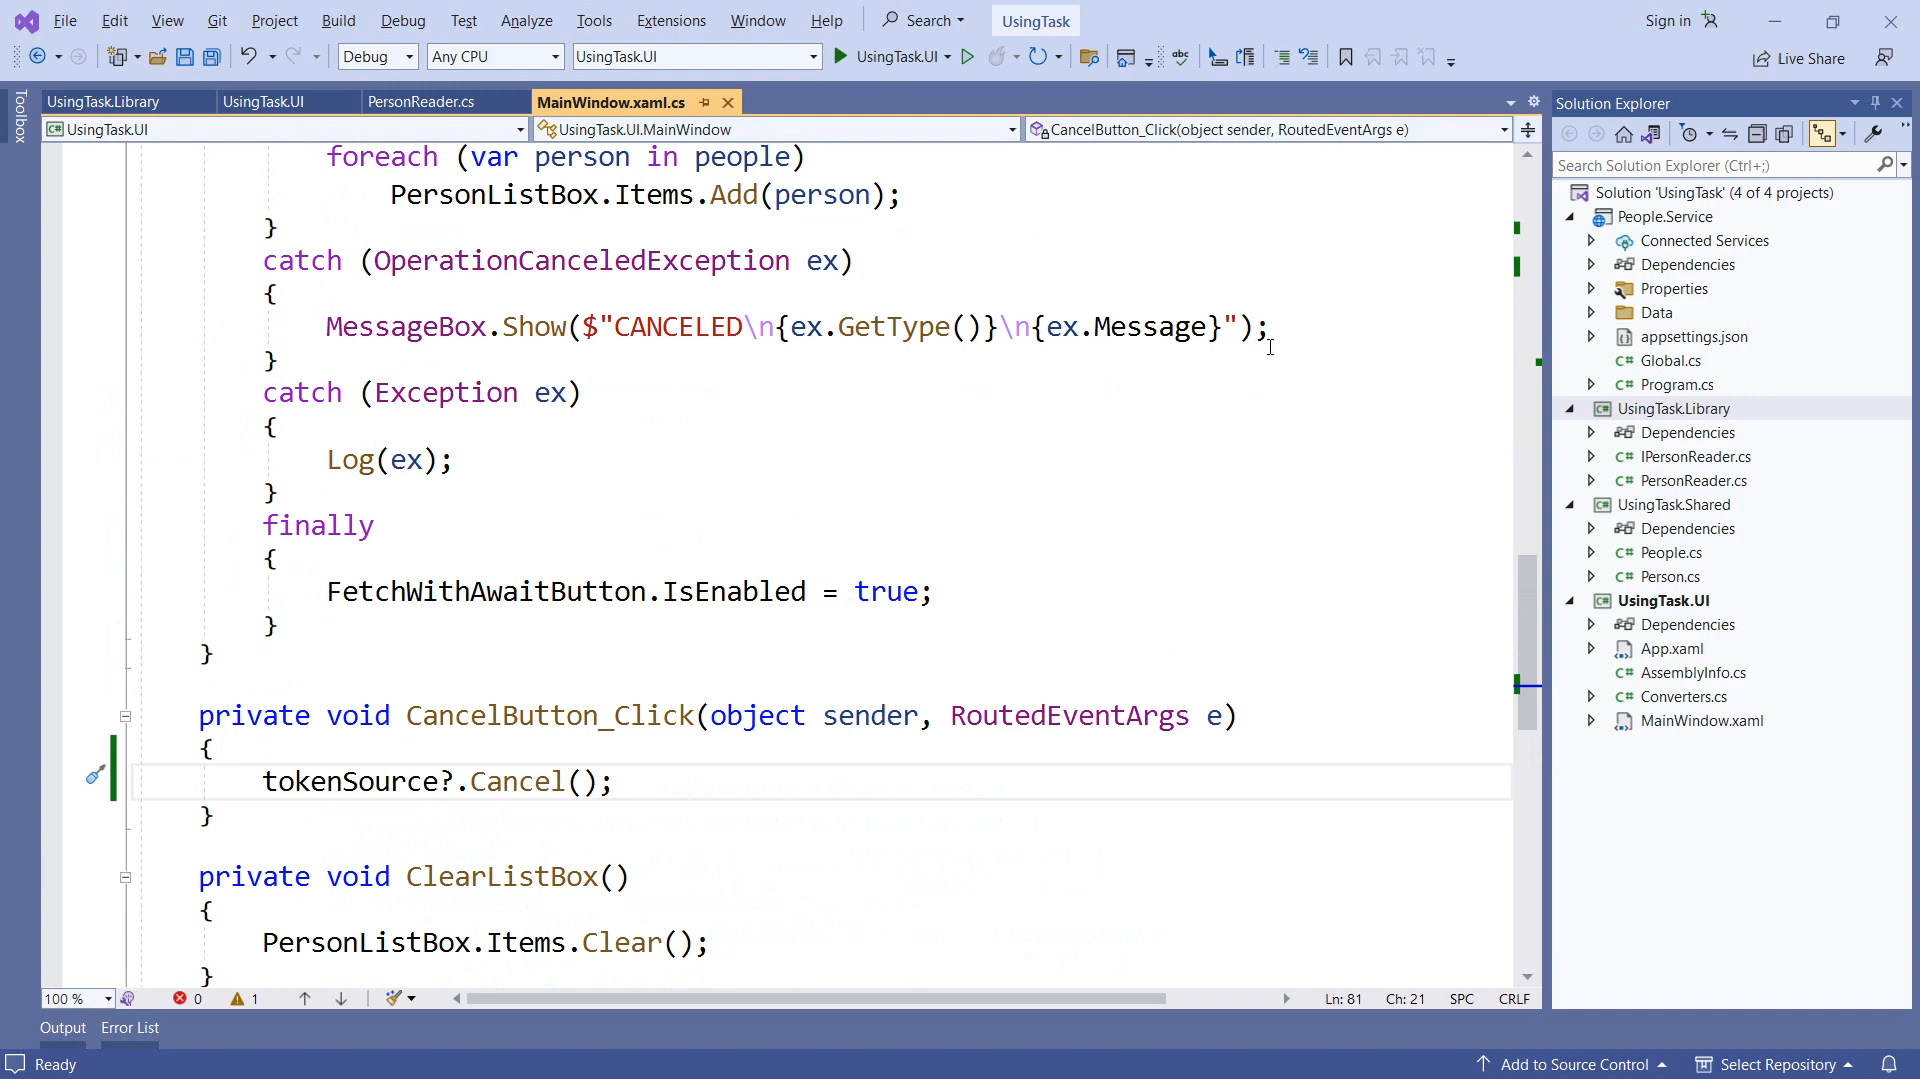 File Edit View Git Project Build Debug Test Analyze Tools Extensions Window Help Search UsingTask Sign in
Debug Any CPU UsingTask.UI UsingTask.UI abc Live Share
Toolbox
UsingTask.Library UsingTask.UI PersonReader.cs MainWindow.xaml.cs
C# UsingTask.UI UsingTask.UI.MainWindow CancelButton_Click(object sender, RoutedEventArgs e)
foreach (var person in people)
PersonListBox.Items.Add(person);
}
catch (OperationCanceledException ex)
{
MessageBox.Show($"CANCELED\n{ex.GetType()}\n{ex.Message}");
}
catch (Exception ex)
{
Log(ex);
}
finally
{
FetchWithAwaitButton.IsEnabled = true;
}
}
private void CancelButton_Click(object sender, RoutedEventArgs e)
{
tokenSource?.Cancel();
}
private void ClearListBox()
{
PersonListBox.Items.Clear();
}
100 % 0 1 Ln: 81 Ch: 21 SPC CRLF
Solution Explorer
Search Solution Explorer (Ctrl+;)
Solution 'UsingTask' (4 of 4 projects)
People.Service
Connected Services
Dependencies
Properties
Data
appsettings.json
C# Global.cs
C# Program.cs
C# UsingTask.Library
Dependencies
C# IPersonReader.cs
C# PersonReader.cs
C# UsingTask.Shared
Dependencies
C# People.cs
C# Person.cs
C# UsingTask.UI
Dependencies
App.xaml
C# AssemblyInfo.cs
C# Converters.cs
MainWindow.xaml
Output Error List
Ready Add to Source Control Select Repository